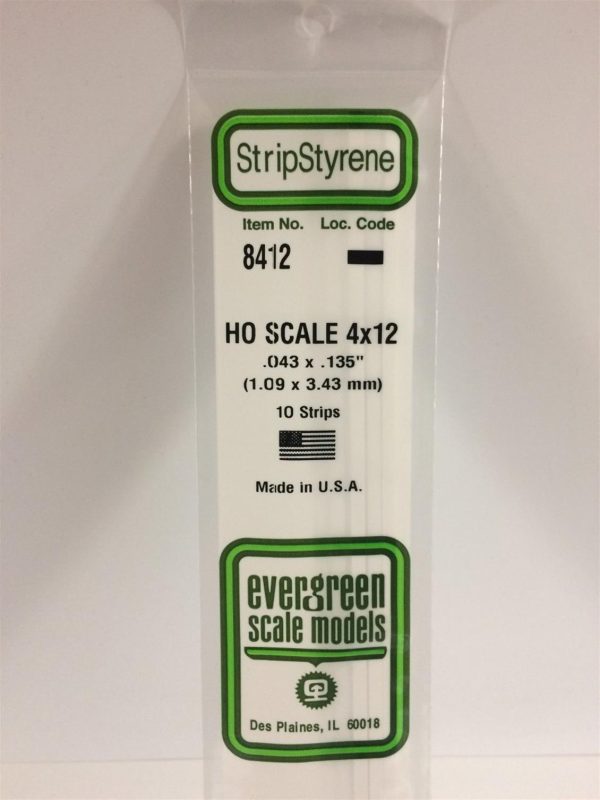 StripStyrene
Item No. Loc. Code
8412
HO SCALE 4x12
.043 x .135"
(1.09 x 3.43 mm)
10 Strips
Made in U.S.A.
evergreen
scale models
Des Plaines, IL 60018